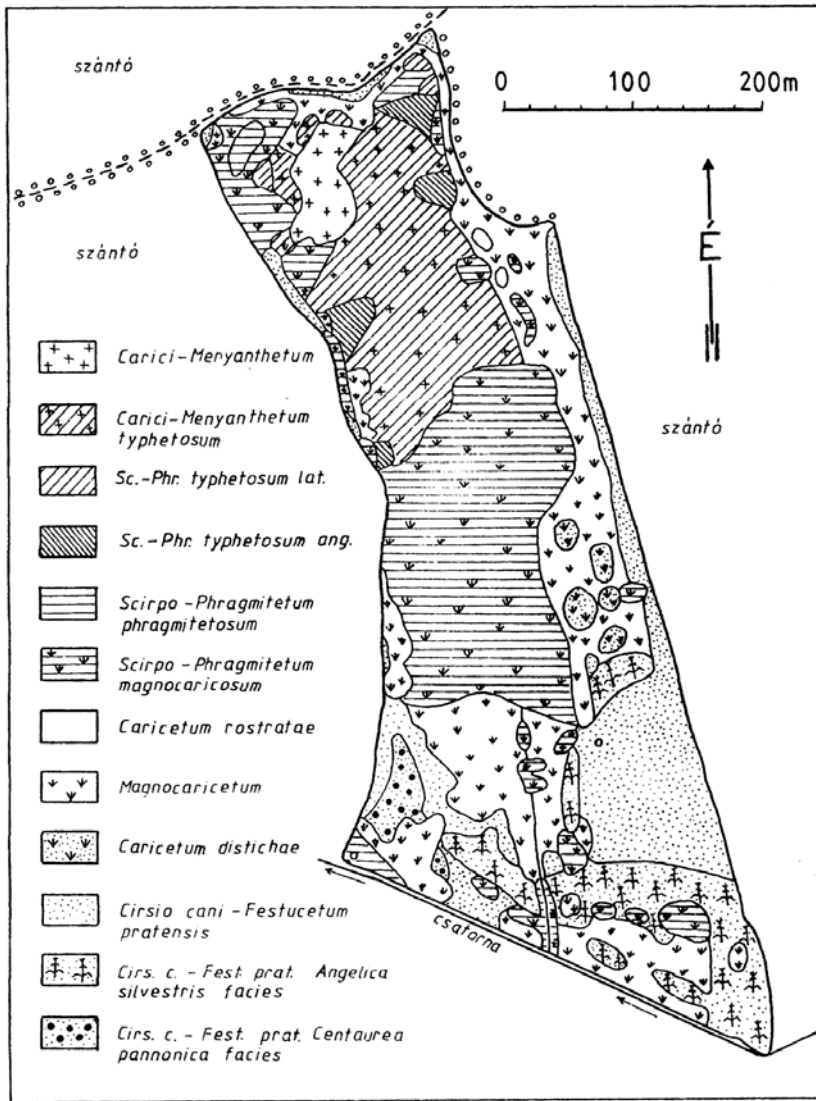 szántó
0 100 200m
É
szántó
szántó
Carici-Menyanthetum
Carici-Menyanthetum
typhetosum
Sc.-Phr. typhetosum lat.
Sc.-Phr. typhetosum ang.
Scirpo-Phragmitetum
phragmitetosum
Scirpo-Phragmitetum
magnocaricosum
Caricetum rostratae
Magnocaricetum
Caricetum distichae
Cirsio cani-Festucetum
pratensis
Cirs. c.-Fest. prat. Angelica
silvestris facies
Cirs. c.-Fest. prat. Centaurea
pannonica facies
csatorna